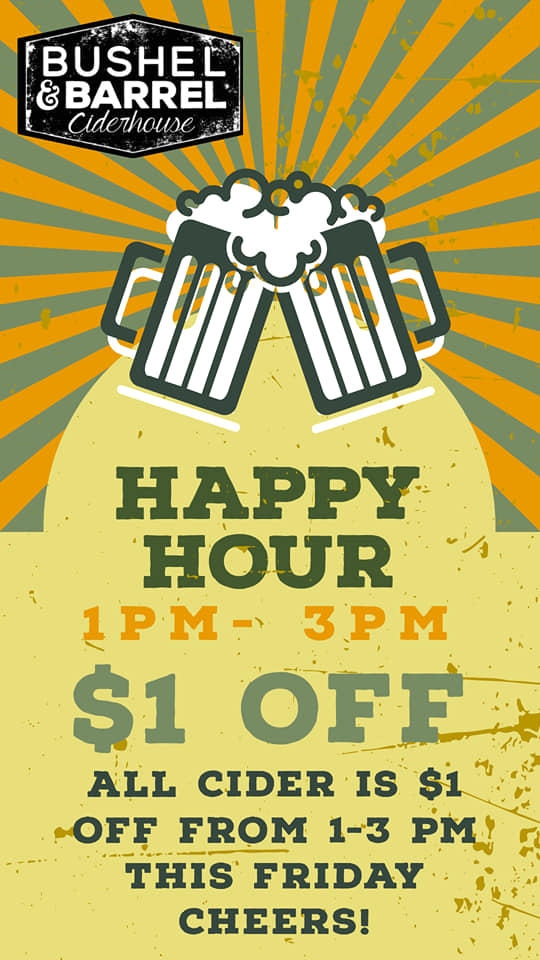 BUSHEL
& BARREL
Ciderhouse
HAPPY
HOUR
1PM- 3PM
$1 OFF
ALL CIDER IS $1
OFF FROM 1-3 PM
THIS FRIDAY
CHEERS!